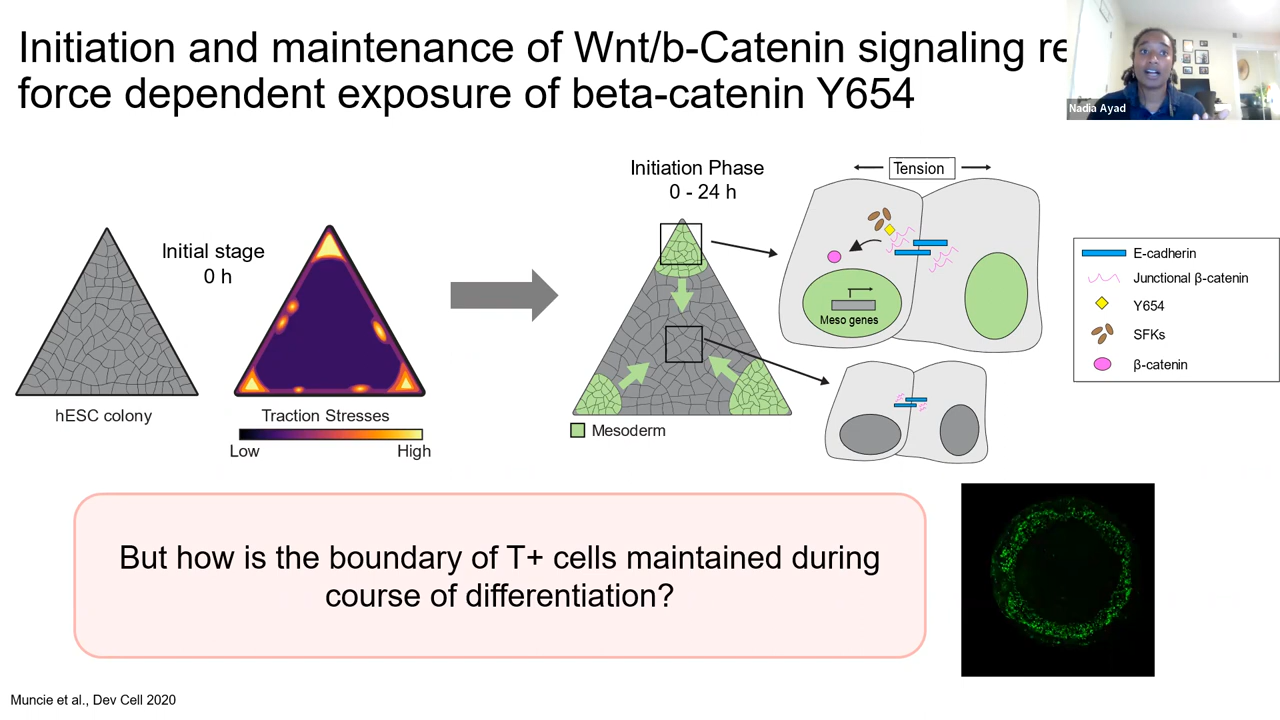 Initiation and maintenance of Wnt/b-Catenin signaling
force dependent exposure of beta-catenin Y654
Nadia Ayad
Initial stage
0 h
hESC colony
Traction Stresses
Low
High
Initiation Phase
0 - 24 h
Mesoderm
Tension
Meso genes
E-cadherin
Junctional β-catenin
Y654
SFKs
β-catenin
But how is the boundary of T+ cells maintained during
course of differentiation?
Muncie et al., Dev Cell 2020